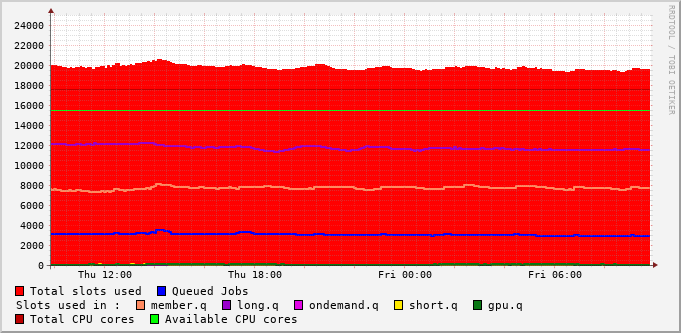 RRDTOOL / TOBI OETIKER
24000
22000
20000
18000
16000
14000
12000
10000
8000
6000
4000
2000
0
Thu 12:00 Thu 18:00 Fri 00:00 Fri 06:00
Total slots used Queued Jobs
Slots used in : member.q long.q ondemand.q short.q gpu.q
Total CPU cores Available CPU cores